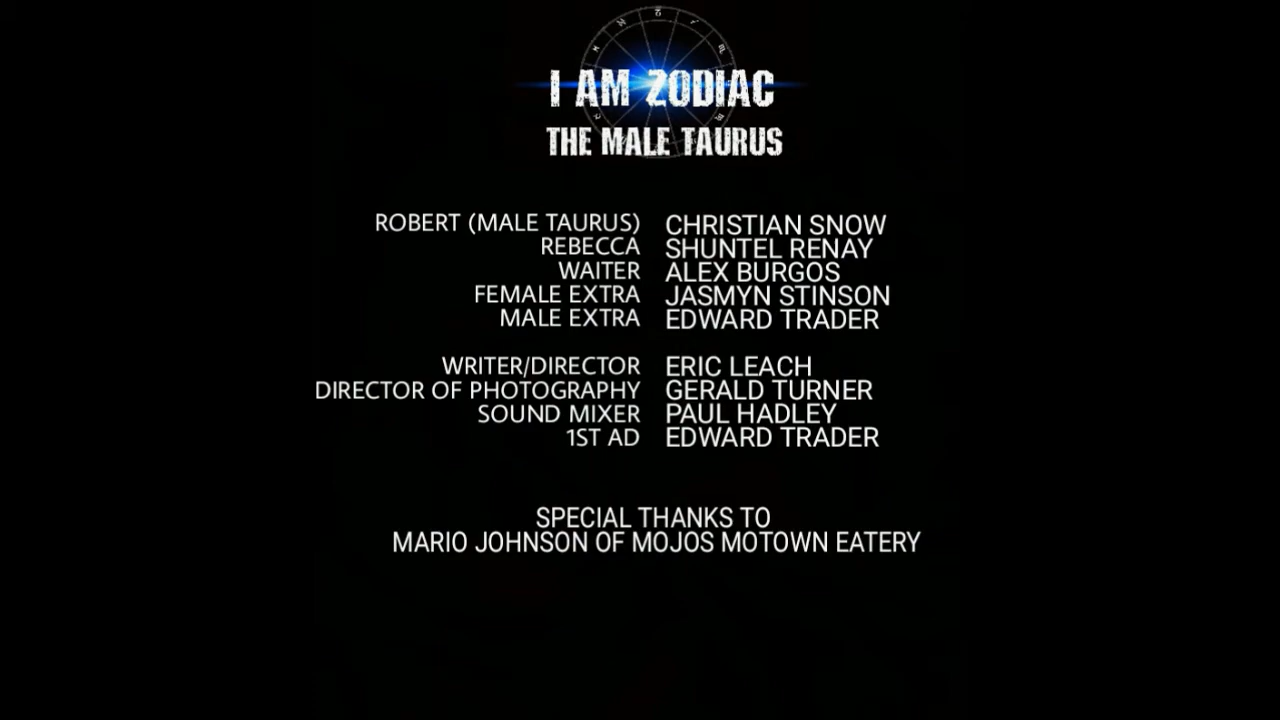 I AM ZODIAC
THE MALE TAURUS
ROBERT (MALE TAURUS) CHRISTIAN SNOW
REBECCA SHUNTEL RENAY
WAITER ALEX BURGOS
FEMALE EXTRA JASMYN STINSON
MALE EXTRA EDWARD TRADER
WRITER/DIRECTOR ERIC LEACH
DIRECTOR OF PHOTOGRAPHY GERALD TURNER
SOUND MIXER PAUL HADLEY
1ST AD EDWARD TRADER
SPECIAL THANKS TO
MARIO JOHNSON OF MOJOS MOTOWN EATERY